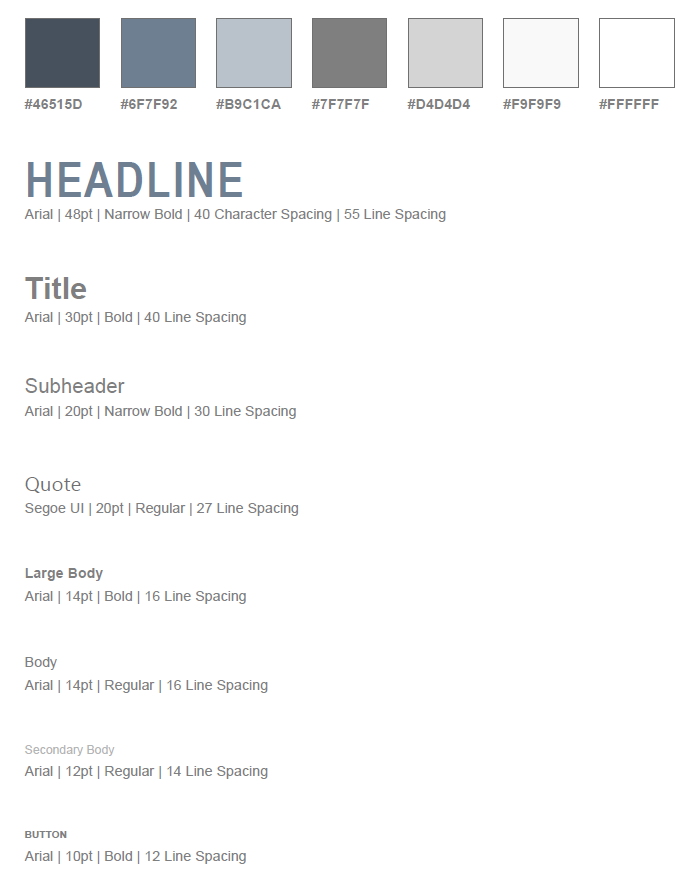 #46515D #6F7F92 #B9C1CA #7F7F7F #D4D4D4 #F9F9F9 #FFFFFF
HEADLINE
Arial | 48pt | Narrow Bold | 40 Character Spacing | 55 Line Spacing
Title
Arial | 30pt | Bold | 40 Line Spacing
Subheader
Arial | 20pt | Narrow Bold | 30 Line Spacing
Quote
Segoe UI | 20pt | Regular | 27 Line Spacing
Large Body
Arial | 14pt | Bold | 16 Line Spacing
Body
Arial | 14pt | Regular | 16 Line Spacing
Secondary Body
Arial | 12pt | Regular | 14 Line Spacing
BUTTON
Arial | 10pt | Bold | 12 Line Spacing